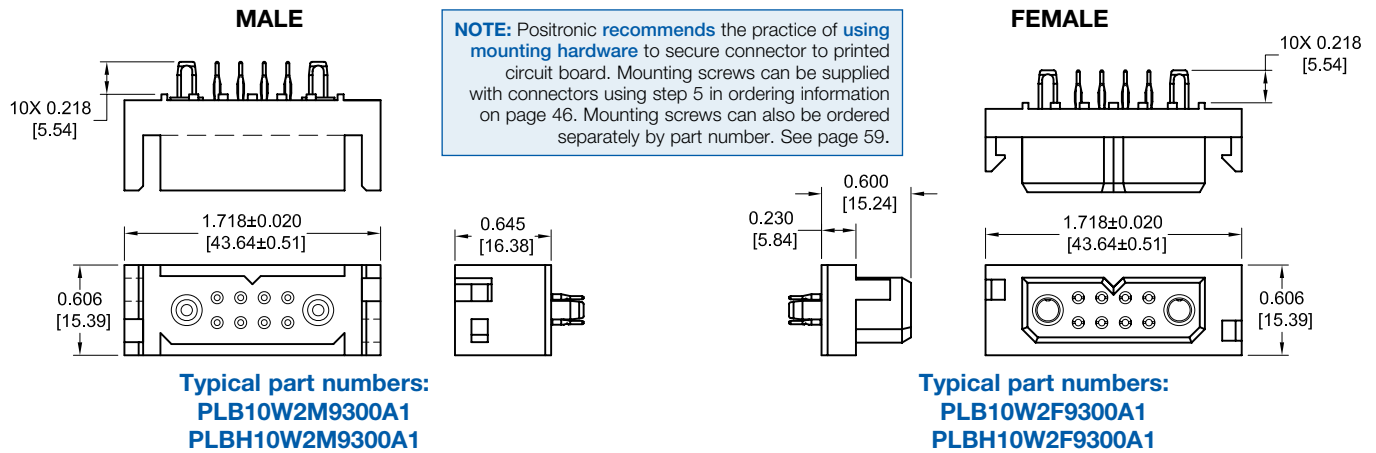 MALE
FEMALE
NOTE: Positronic recommends the practice of using
mounting hardware to secure connector to printed
circuit board. Mounting screws can be supplied
with connectors using step 5 in ordering information
on page 46. Mounting screws can also be ordered
separately by part number. See page 59.
10X 0.218
[5.54]
10X 0.218
[5.54]
1.718±0.020
[43.64±0.51]
0.606
[15.39]
0.645
[16.38]
0.600
[15.24]
0.230
[5.84]
1.718±0.020
[43.64±0.51]
0.606
[15.39]
Typical part numbers:
PLB10W2M9300A1
PLBH10W2M9300A1
Typical part numbers:
PLB10W2F9300A1
PLBH10W2F9300A1